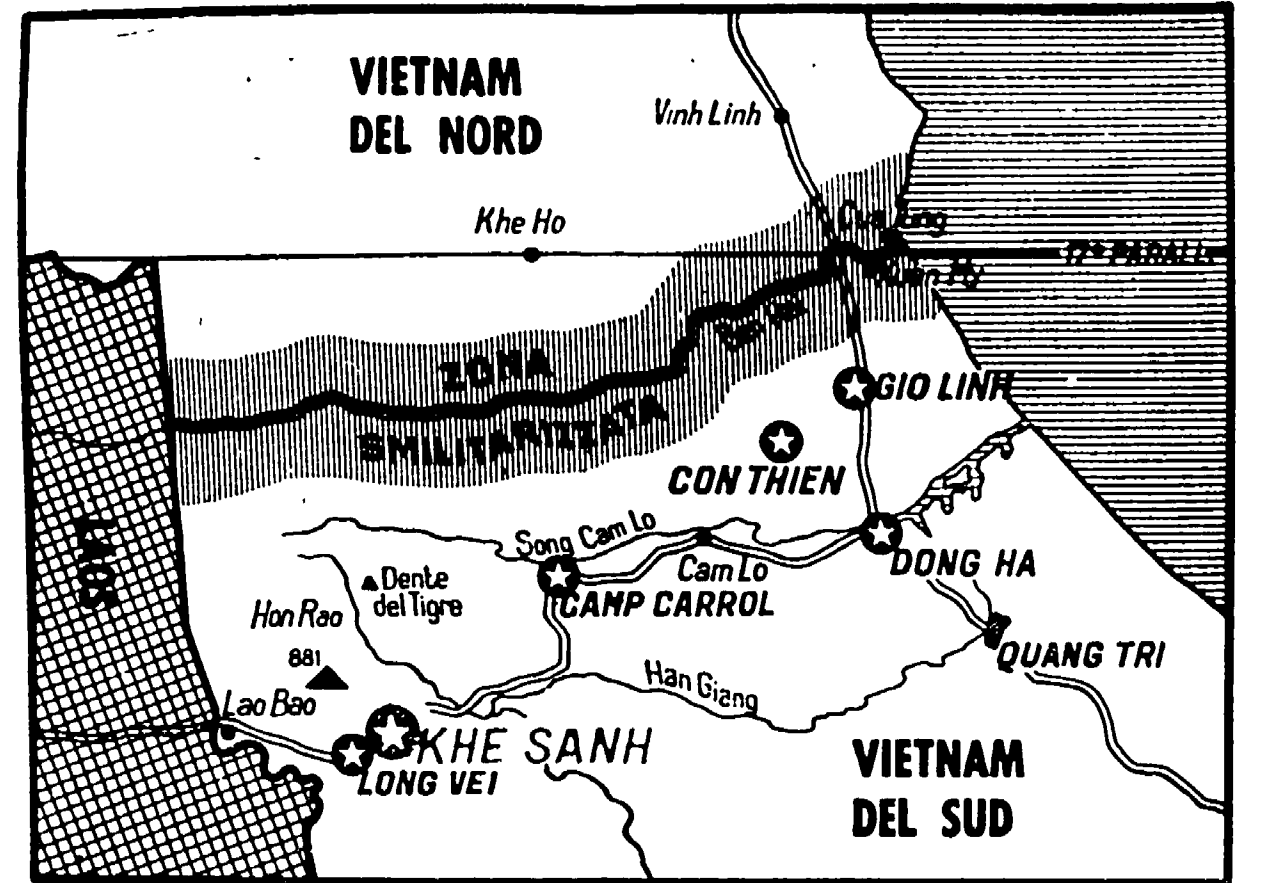 VIETNAM
DEL NORD
Vinh Linh
Khe Ho
17° PARALL.
ZONA
SMILITARIZZATA
GIO LINH
CON THIEN
LAOS
Song Cam Lo
DONG HA
Cam Lo
Dente
del Tigre
CAMP CARROL
Hon Rao
881
QUANG TRI
Han Giang
Lao Bao
KHE SANH
LONG VEI
VIETNAM
DEL SUD